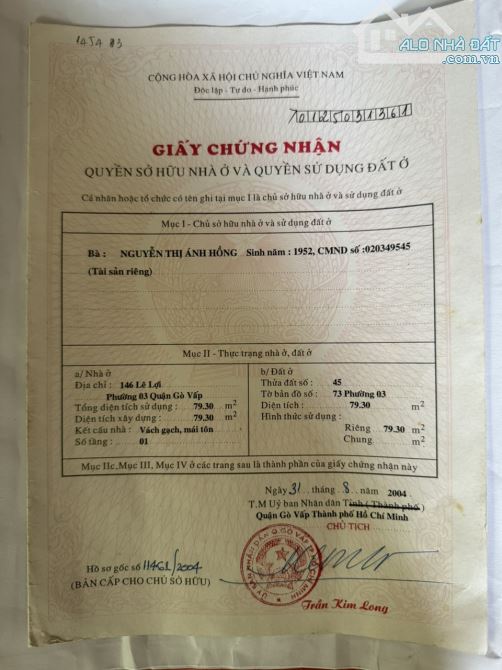 ALO NHÀ ĐẤT
.com.vn
CỘNG HÒA XÃ HỘI CHỦ NGHĨA VIỆT NAM
Độc lập - Tự do - Hạnh phúc
GIẤY CHỨNG NHẬN
QUYỀN SỞ HỮU NHÀ Ở VÀ QUYỀN SỬ DỤNG ĐẤT Ở
Cá nhân hoặc tổ chức có tên ghi tại mục I là chủ sở hữu nhà ở và sử dụng đất ở
Mục I - Chủ sở hữu nhà ở và sử dụng đất ở
Bà : NGUYỄN THỊ ÁNH HỒNG Sinh năm : 1952, CMND số :020349545
(Tài sản riêng)
Mục II - Thực trạng nhà ở, đất ở
a/ Nhà ở
Địa chỉ : 146 Lê Lợi
Phường 03 Quận Gò Vấp
Tổng diện tích sử dụng : 79.30 m2
Diện tích xây dựng : 79.30 m2
Kết cấu nhà : Vách gạch, mái tôn
Số tầng : 01
b/ Đất ở
Thửa đất số : 45
Tờ bản đồ số : 73 Phường 03
Diện tích : 79.30 m2
Hình thức sử dụng :
Riêng 79.30 m2
Chung m2
Mục IIc, Mục III, Mục IV ở các trang sau là thành phần của giấy chứng nhận này
Ngày 31 tháng 8 năm 2004
T.M Uỷ ban Nhân dân Tỉnh (Thành phố)
Quận Gò Vấp Thành phố Hồ Chí Minh
CHỦ TỊCH
Hồ sơ gốc số /2004
(BẢN CẤP CHO CHỦ SỞ HỮU)
Trần Kim Long